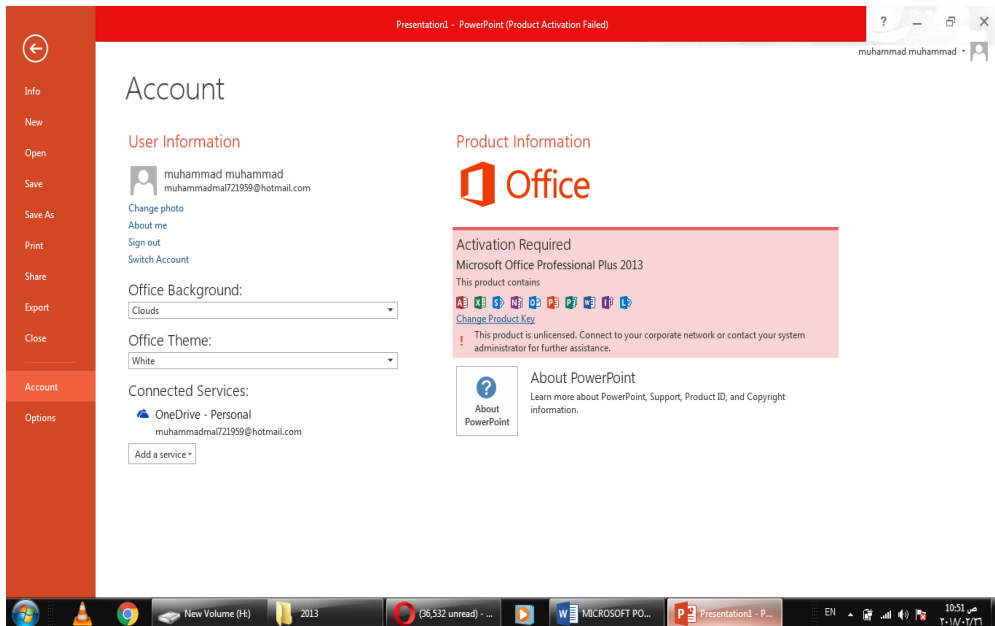 Presentation1 - PowerPoint (Product Activation Failed)
?
muhammad muhammad
Info
New
Open
Save
Save As
Print
Share
Export
Close
Account
Options
Account
User Information
muhammad muhammad
muhammadmal721959@hotmail.com
Change photo
About me
Sign out
Switch Account
Office Background:
Clouds
Office Theme:
White
Connected Services:
OneDrive - Personal
muhammadmal721959@hotmail.com
Add a service
Product Information
Office
Activation Required
Microsoft Office Professional Plus 2013
This product contains
Change Product Key
This product is unlicensed. Connect to your corporate network or contact your system
administrator for further assistance.
?
About
PowerPoint
About PowerPoint
Learn more about PowerPoint, Support, Product ID, and Copyright
information.
New Volume (H:)
2013
(36,532 unread) - ...
MICROSOFT PO...
Presentation1 - P...
EN
10:51 ص
٢٠١٨/٠٢/٢٦